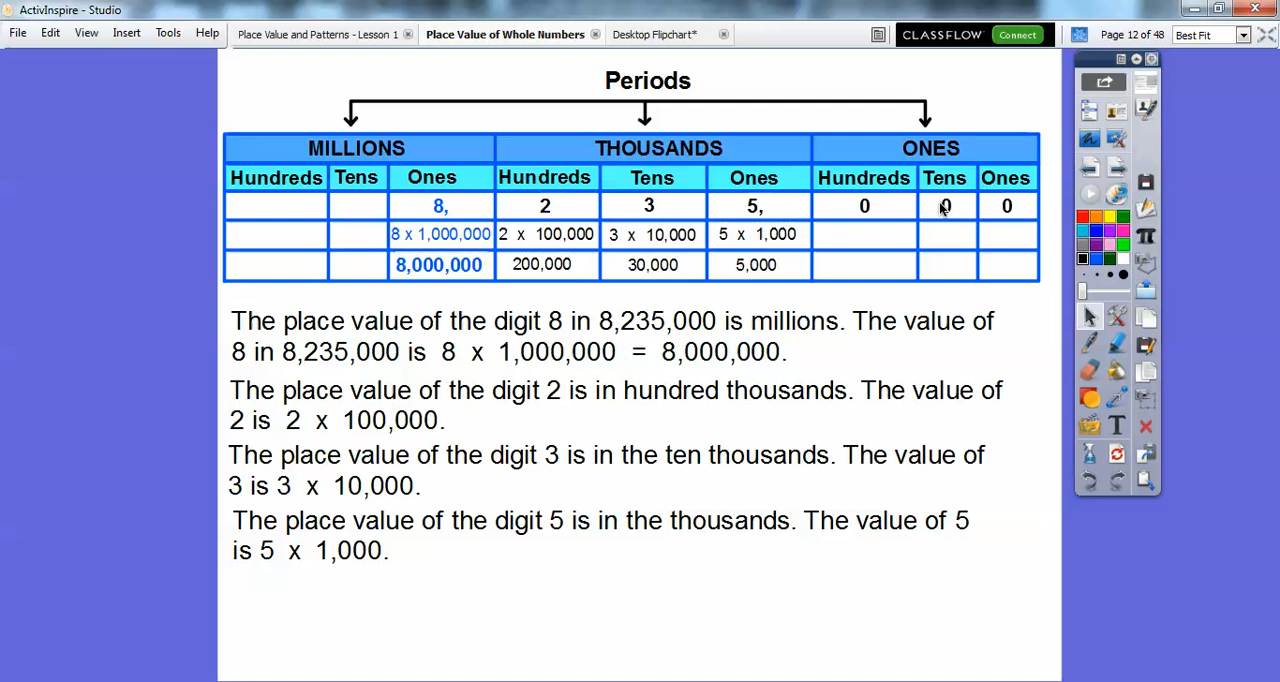 ActivInspire - Studio
File Edit View Insert Tools Help Place Value and Patterns - Lesson 1 Place Value of Whole Numbers Desktop Flipchart* CLASSFLOW Connect Page 12 of 48 Best Fit
Periods
MILLIONS THOUSANDS ONES
Hundreds Tens Ones Hundreds Tens Ones Hundreds Tens Ones
8, 2 3 5, 0 0 0
8 x 1,000,000 2 x 100,000 3 x 10,000 5 x 1,000
8,000,000 200,000 30,000 5,000
The place value of the digit 8 in 8,235,000 is millions. The value of
8 in 8,235,000 is 8 x 1,000,000 = 8,000,000.
The place value of the digit 2 is in hundred thousands. The value of
2 is 2 x 100,000.
The place value of the digit 3 is in the ten thousands. The value of
3 is 3 x 10,000.
The place value of the digit 5 is in the thousands. The value of 5
is 5 x 1,000.